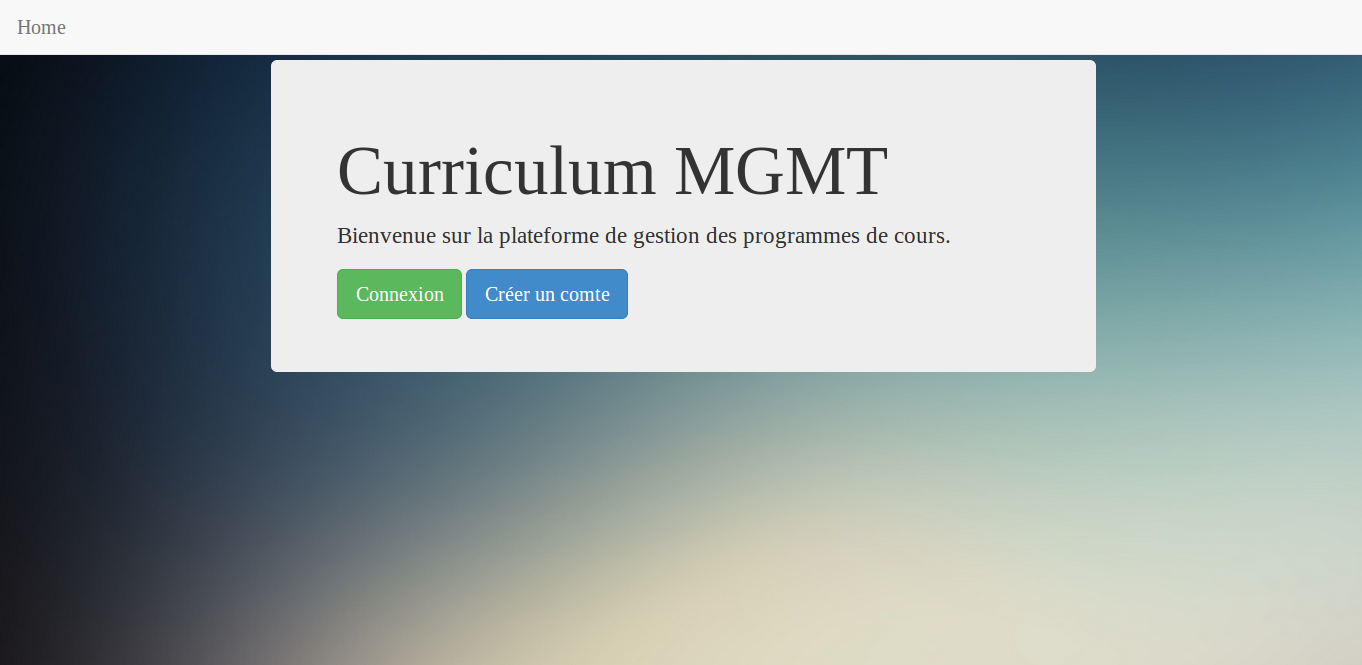 Home
Curriculum MGMT
Bienvenue sur la plateforme de gestion des programmes de cours.
Connexion Créer un comte